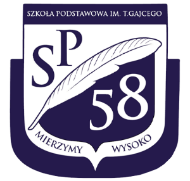 SZKOŁA PODSTAWOWA IM. T.GAJCEGO
SP
58
MIERZYMY WYSOKO